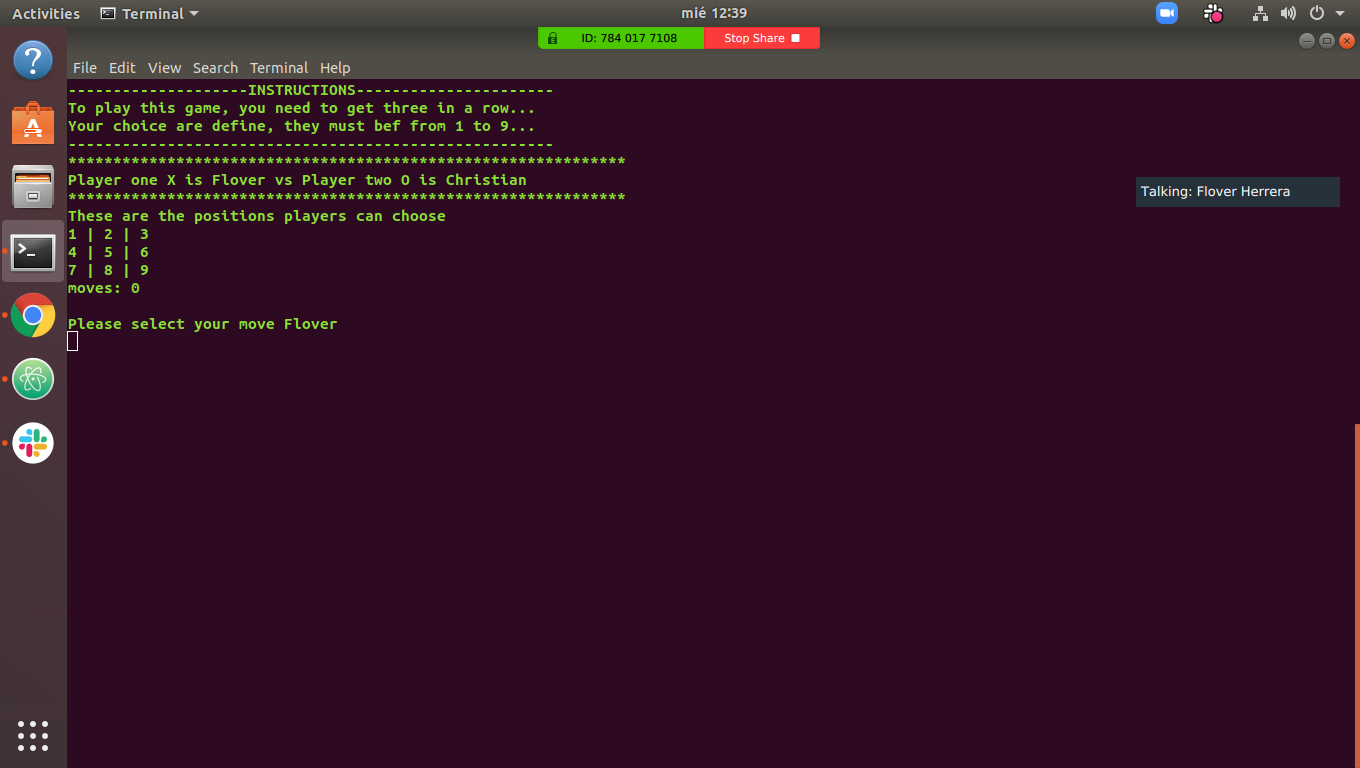 Activities Terminal mié 12:39
ID: 784 017 7108 Stop Share
File Edit View Search Terminal Help
--------------------INSTRUCTIONS----------------------
To play this game, you need to get three in a row...
Your choice are define, they must bef from 1 to 9...
------------------------------------------------------
**************************************************************
Player one X is Flover vs Player two O is Christian
**************************************************************
Talking: Flover Herrera
These are the positions players can choose
1 | 2 | 3
4 | 5 | 6
7 | 8 | 9
moves: 0
Please select your move Flover